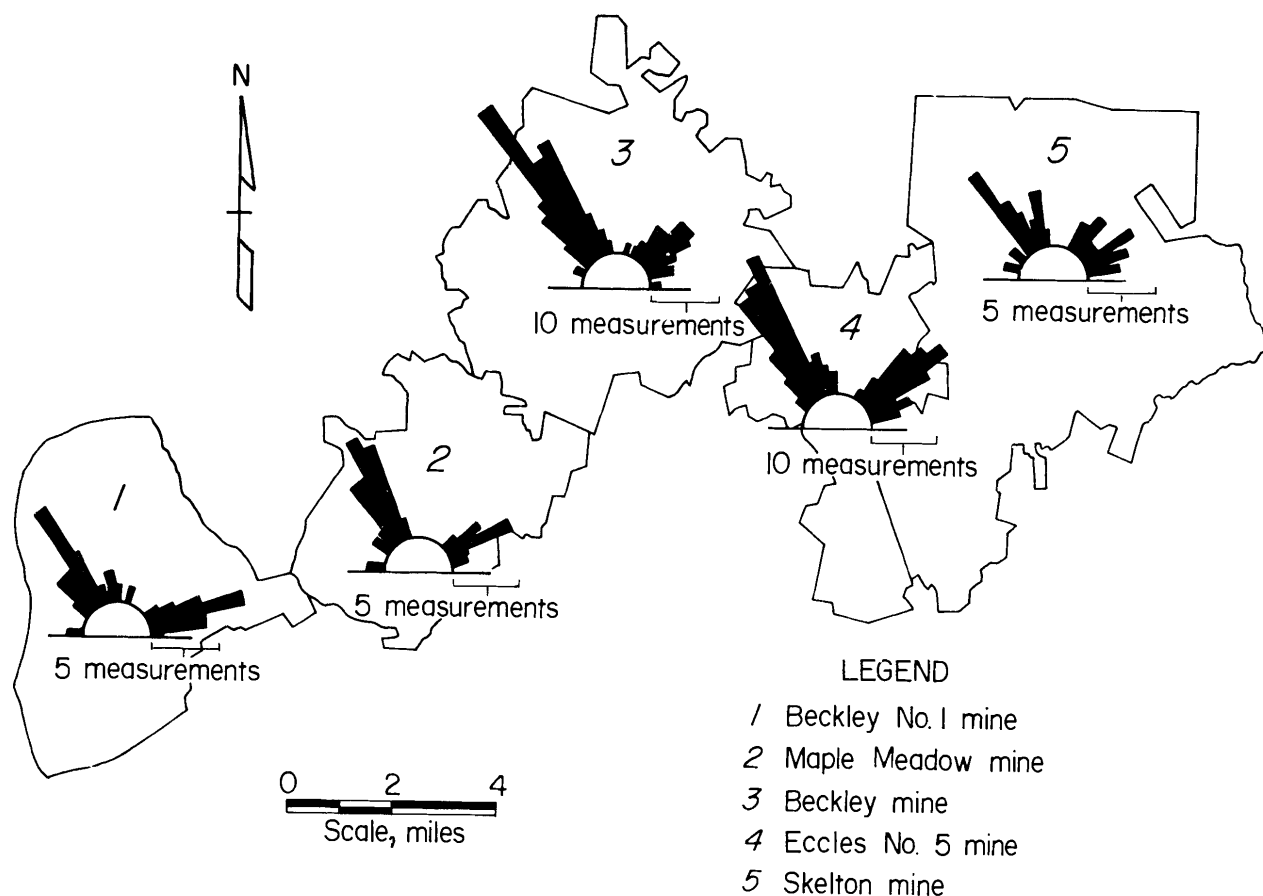 N
3
5
10 measurements
4
5 measurements
2
10 measurements
1
5 measurements
5 measurements
LEGEND
1 Beckley No. 1 mine
0 2 4
2 Maple Meadow mine
Scale, miles
3 Beckley mine
4 Eccles No. 5 mine
5 Skelton mine